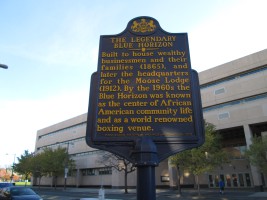 THE LEGENDARY
BLUE HORIZON
Built to house wealthy
businessmen and their
families (1865), and
later the headquarters
for the Moose Lodge
(1912). By the 1960s the
Blue Horizon was known
as the center of African
American community life
and as a world renowned
boxing venue.